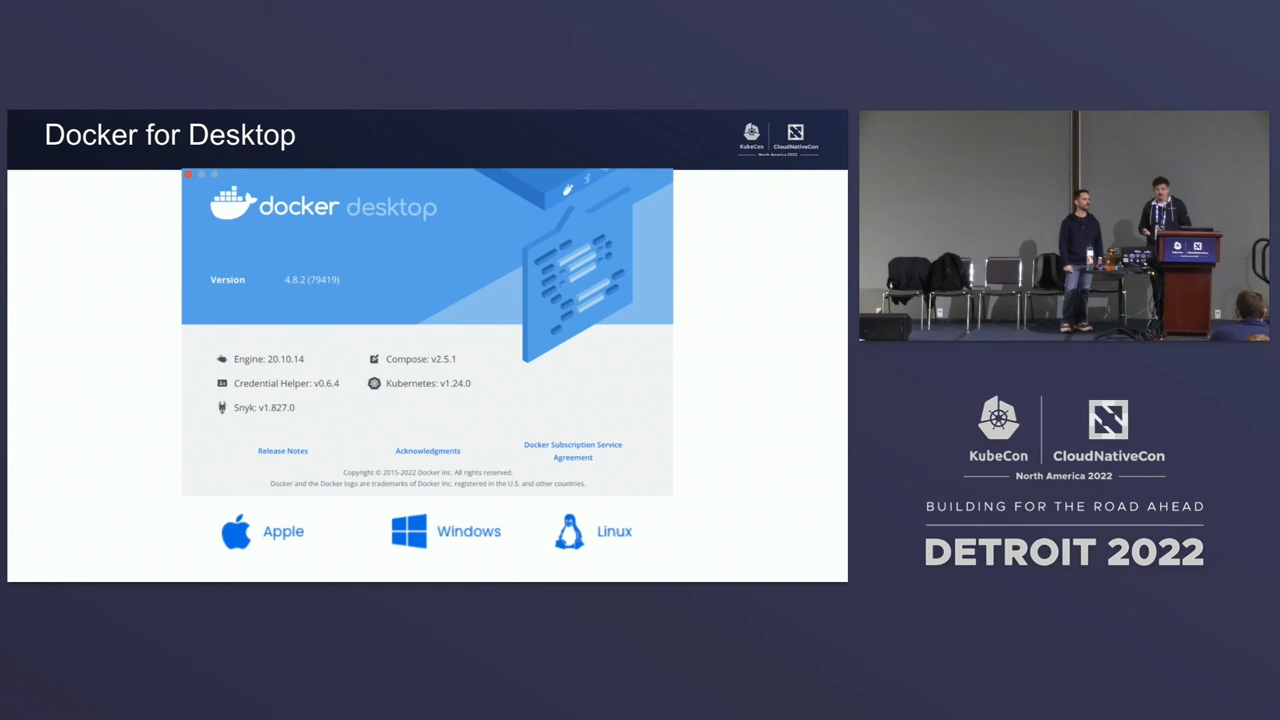 Docker for Desktop
KubeCon
CloudNativeCon
North America 2022
docker desktop
Version 4.8.2 (79419)
Engine: 20.10.14
Compose: v2.5.1
Credential Helper: v0.6.4
Kubernetes: v1.24.0
Snyk: v1.827.0
Release Notes
Acknowledgments
Docker Subscription Service
Agreement
Copyright © 2015-2022 Docker Inc. All rights reserved.
Docker and the Docker logo are trademarks of Docker Inc. registered in the U.S. and other countries.
Apple
Windows
Linux
KubeCon
CloudNativeCon
North America 2022
BUILDING FOR THE ROAD AHEAD
DETROIT 2022